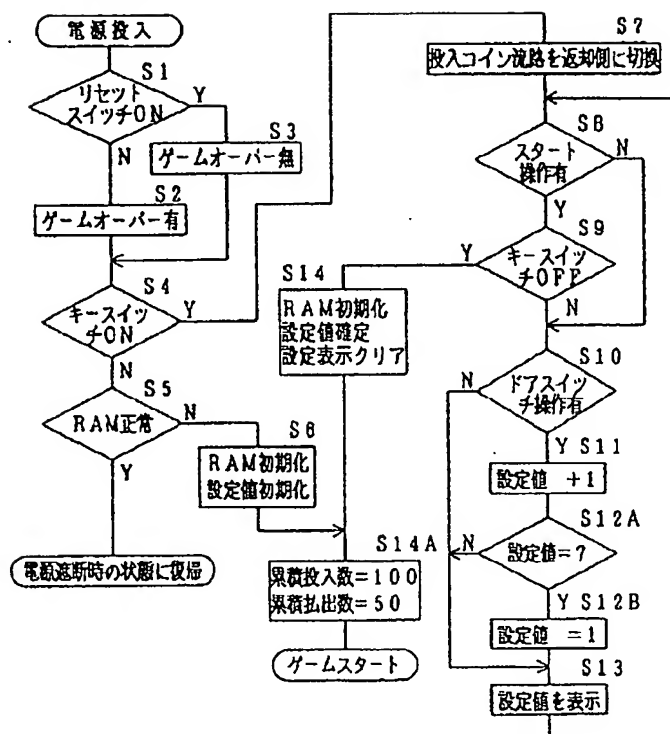 電源投入
S1
リセット
スイッチON
Y
N
S3
ゲームオーバー無
S2
ゲームオーバー有
S4
キースイッ
チON
Y
N
S5
RAM正常
N
Y
S6
RAM初期化
設定値初期化
電源遮断時の状態に復帰
S7
投入コイン流路を返却側に切換
S8
スタート
操作有
N
Y
S9
キースイッ
チOFF
Y
N
S14
RAM初期化
設定値確定
設定表示クリア
S10
ドアスイッ
チ操作有
N
Y S11
設定値 +1
S12A
設定値=7
N
Y S12B
設定値 =1
S13
設定値を表示
S14A
累積投入数=100
累積払出数=50
ゲームスタート